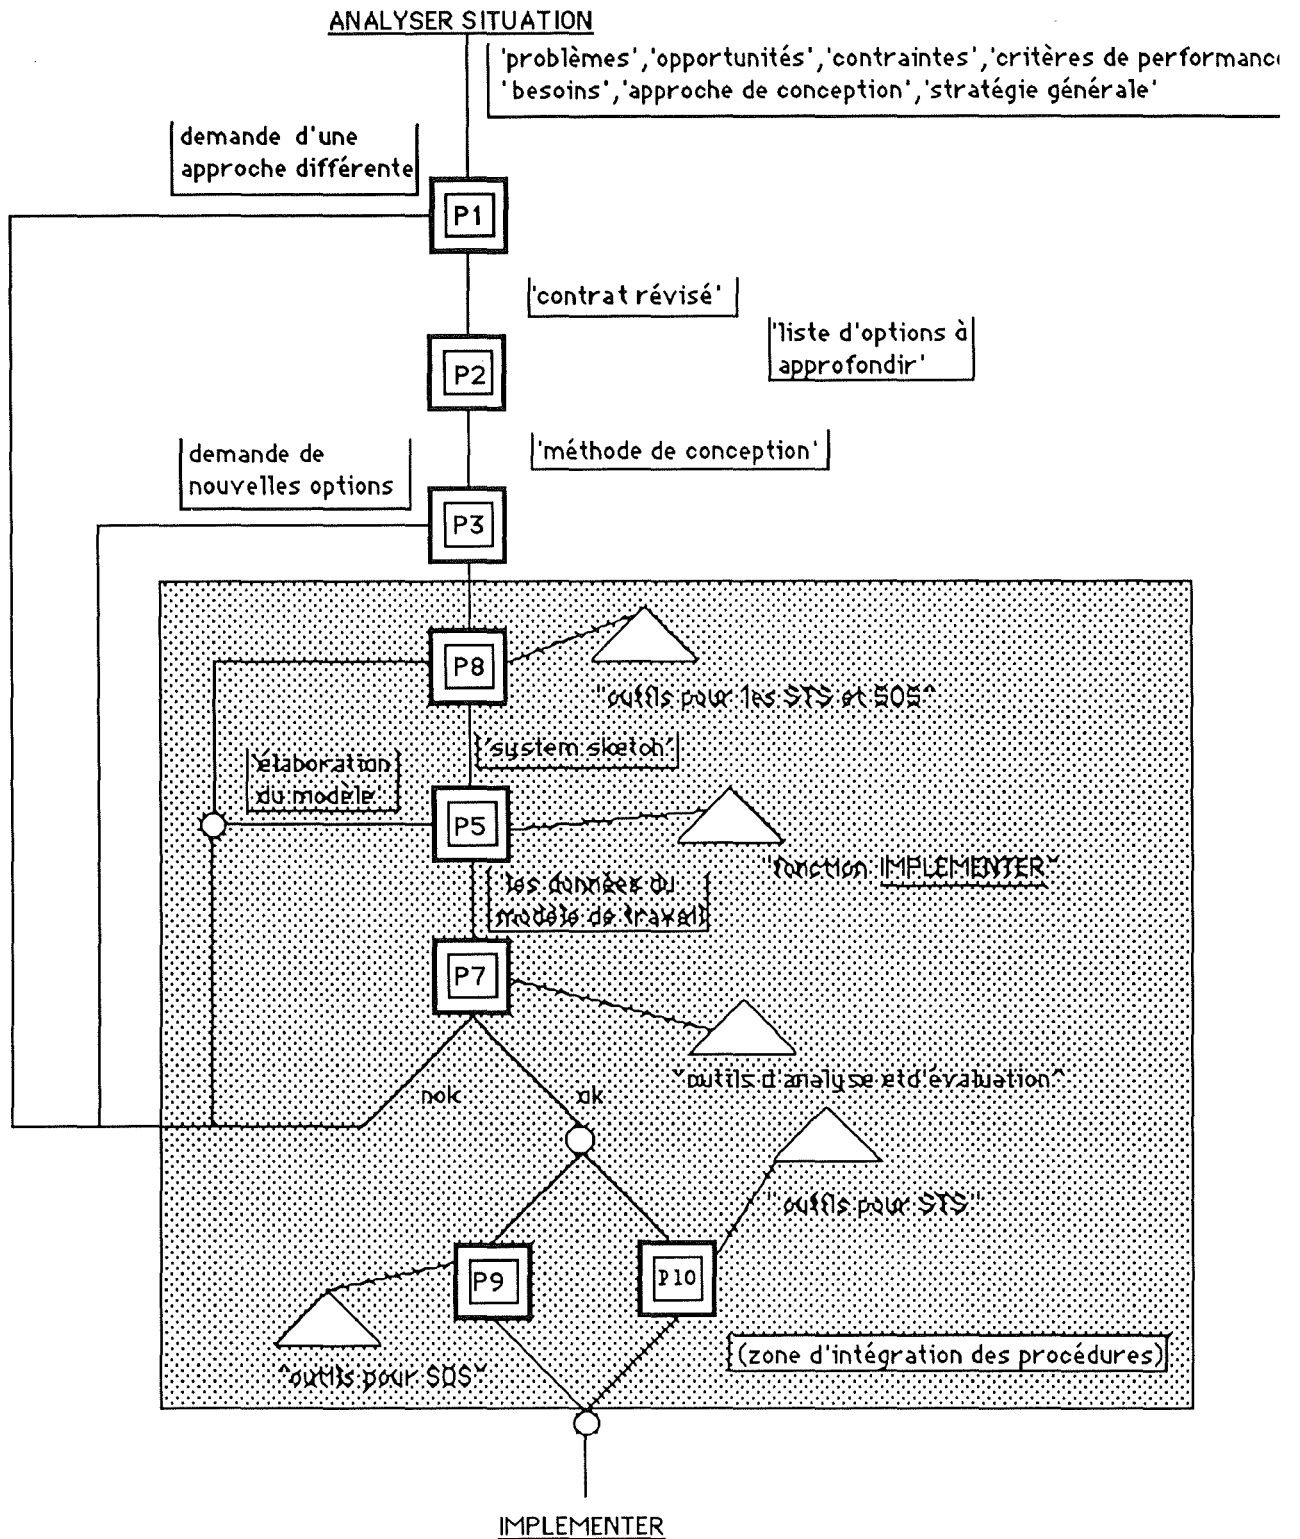 ANALYSER SITUATION
'problèmes','opportunités','contraintes','critères de performanc
'besoins','approche de conception','stratégie générale'
demande d'une
approche différente
P1
'contrat révisé'
'liste d'options à
approfondir'
P2
demande de
nouvelles options
'méthode de conception'
P3
P8
"outils pour les STS et SOS"
'system sketch'
'élaboration
du modèle'
P5
"fonction IMPLEMENTER"
les données du
modèle de travail
P7
"outils d'analyse et d'évaluation"
nok
ok
"outils pour STS"
P9
P10
(zone d'intégration des procédures)
"outils pour SOS"
IMPLEMENTER